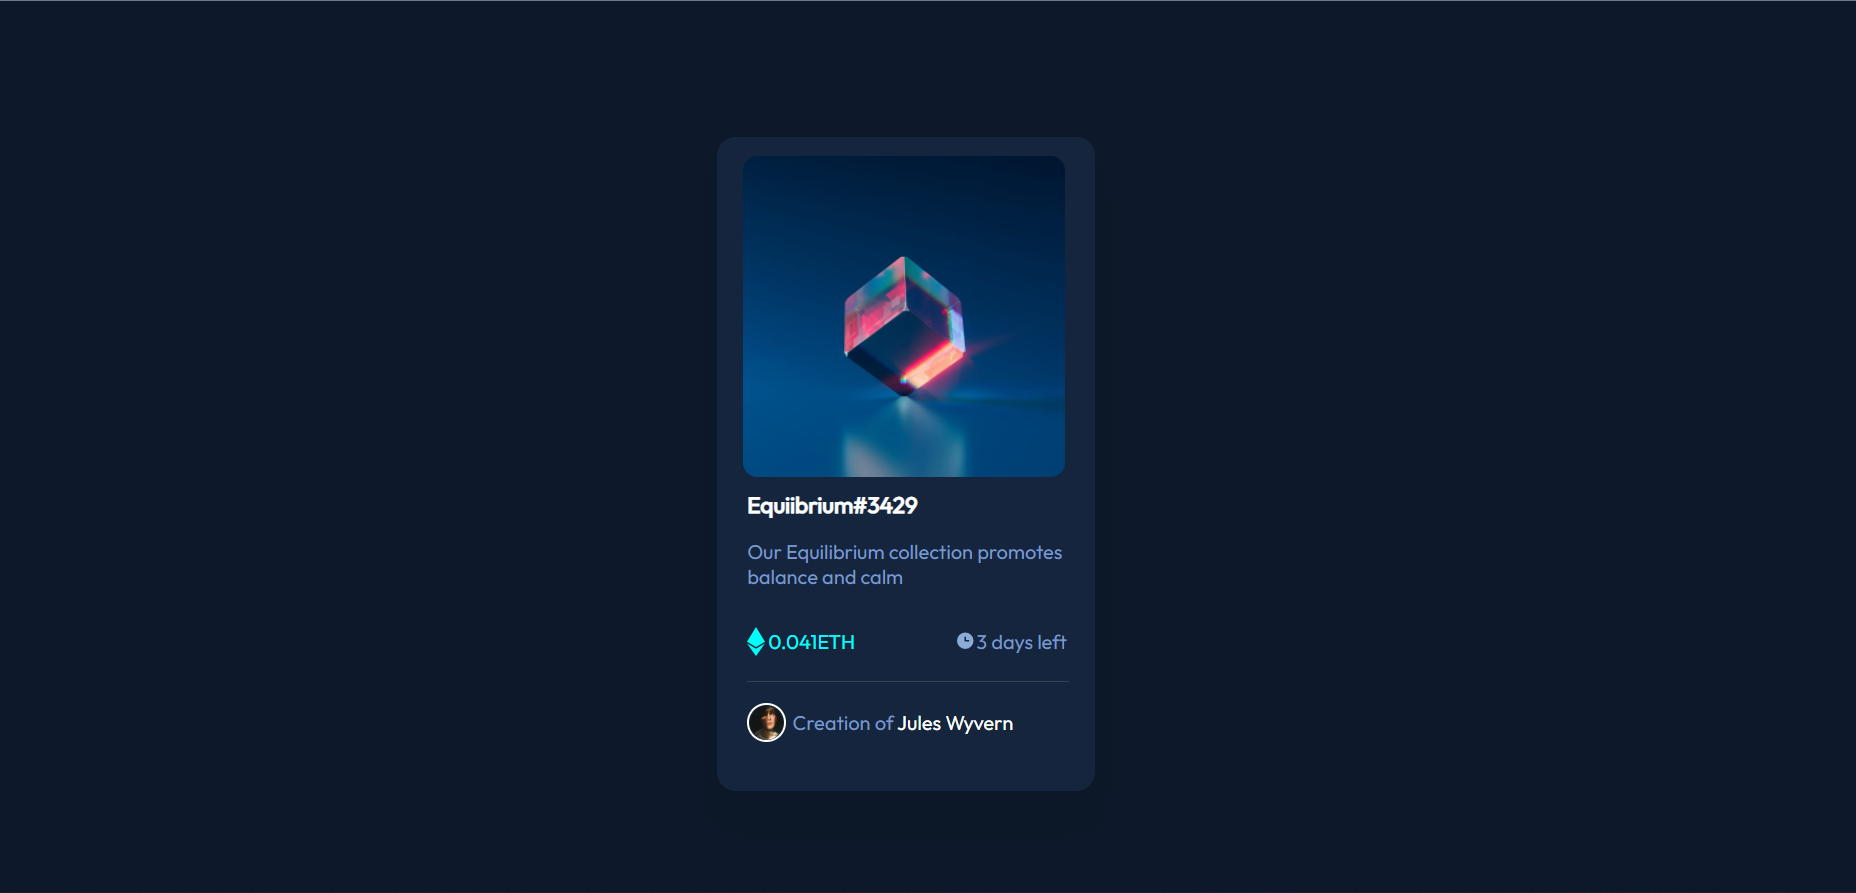 Equiibrium#3429
Our Equilibrium collection promotes
balance and calm
0.041ETH
3 days left
Creation of Jules Wyvern